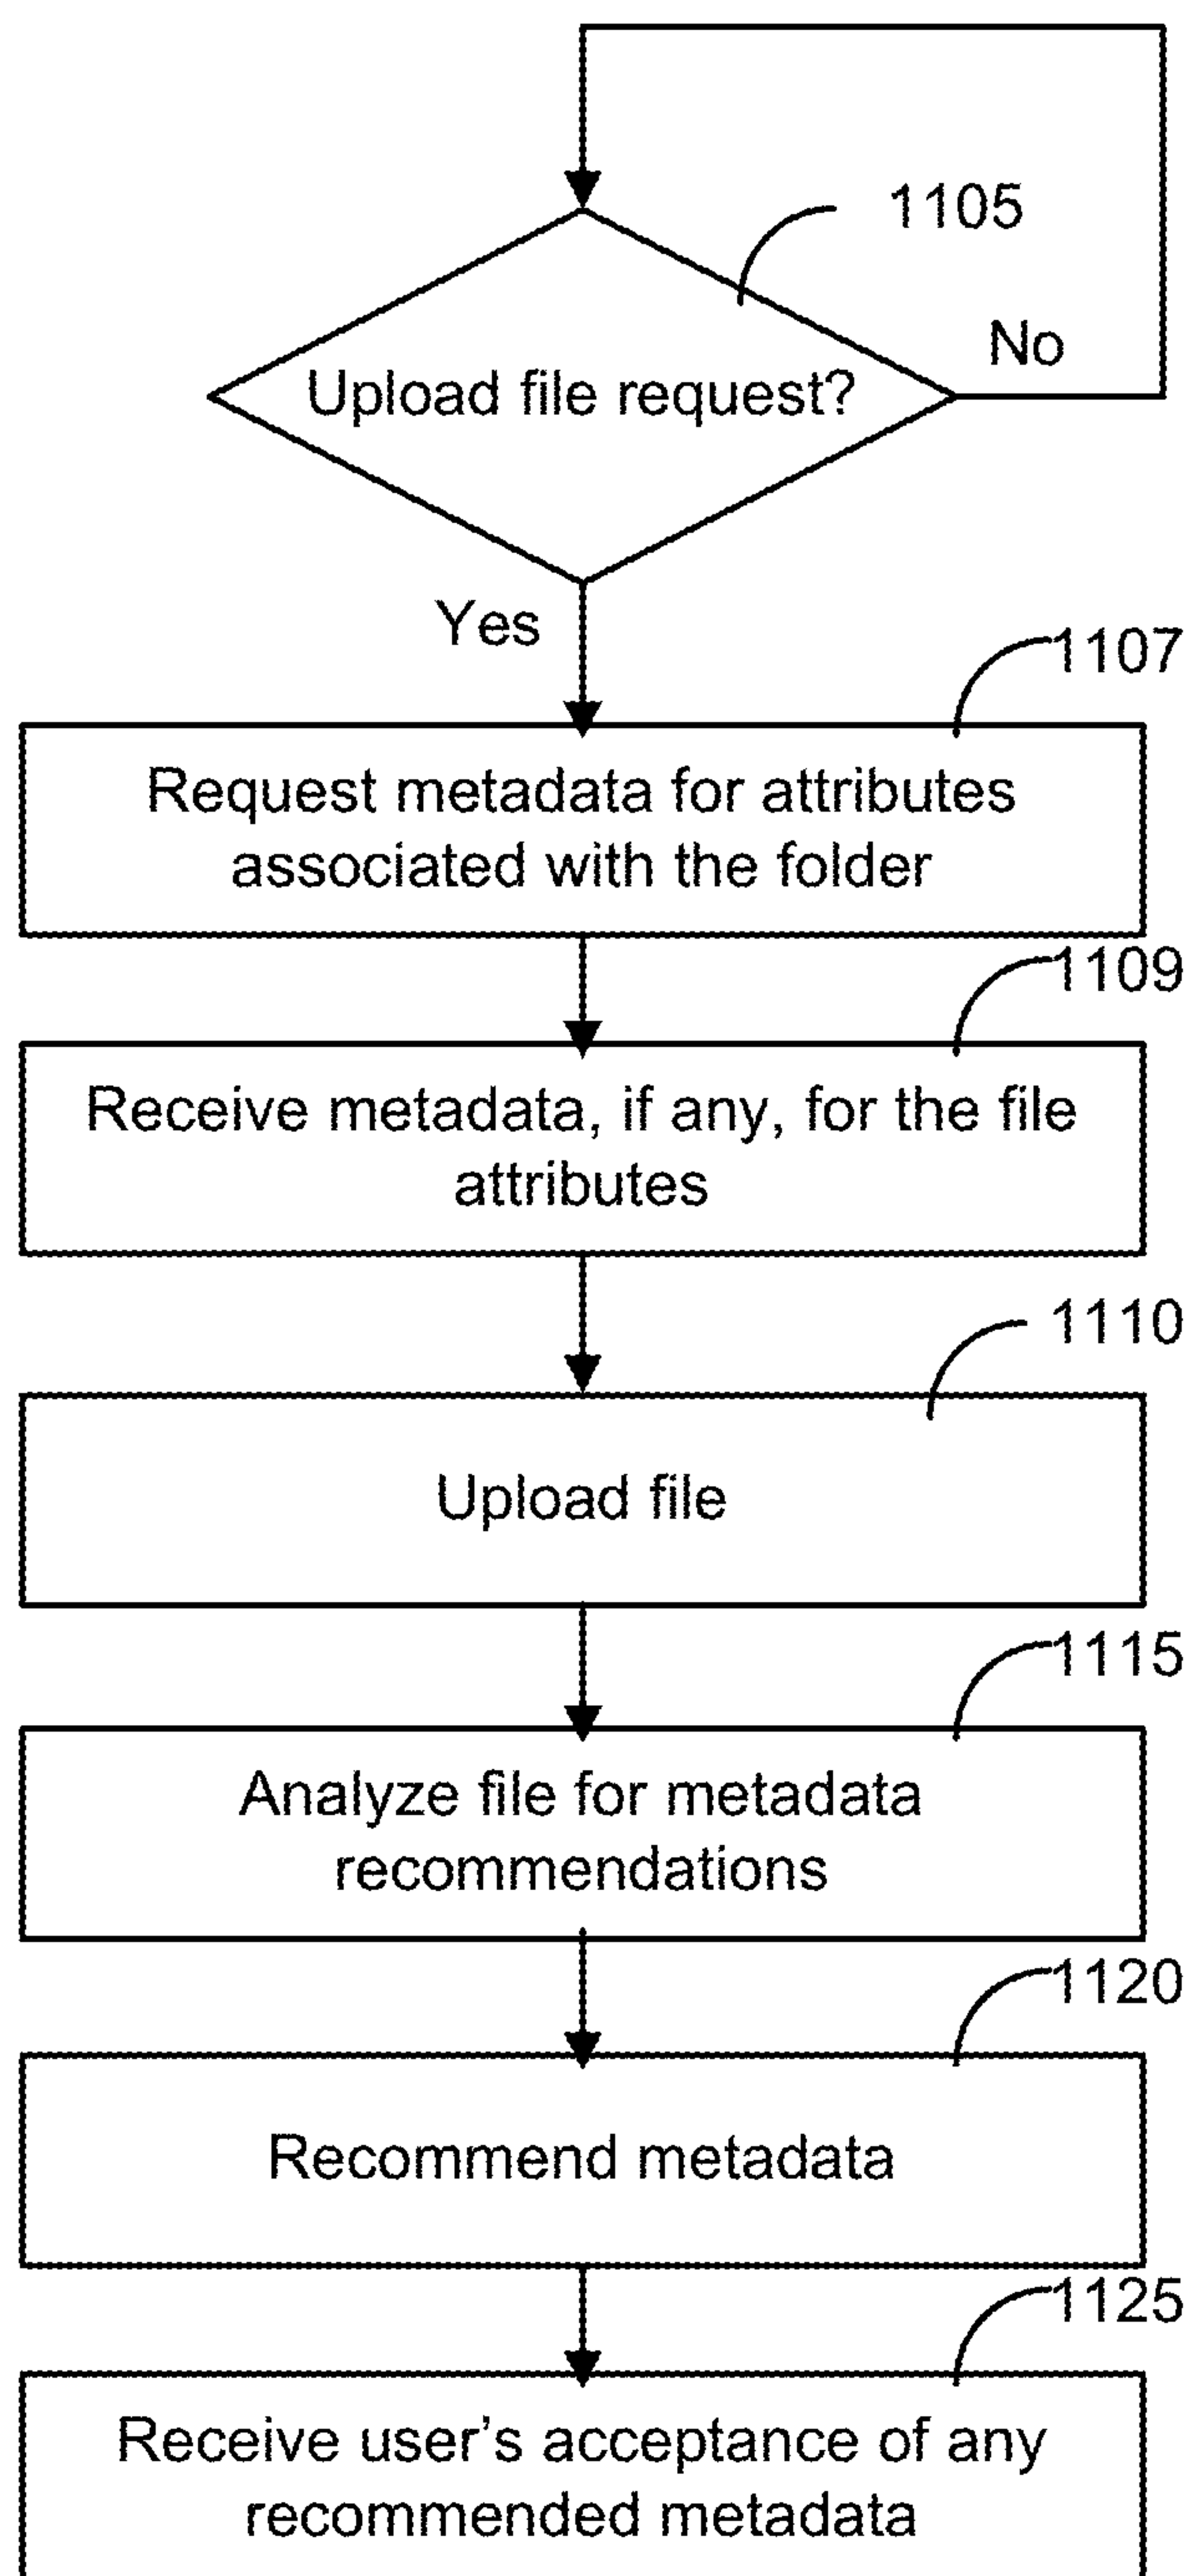 1105
No
Upload file request?
Yes
1107
Request metadata for attributes
associated with the folder
1109
Receive metadata, if any, for the file
attributes
1110
Upload file
1115
Analyze file for metadata
recommendations
1120
Recommend metadata
1125
Receive user’s acceptance of any
recommended metadata